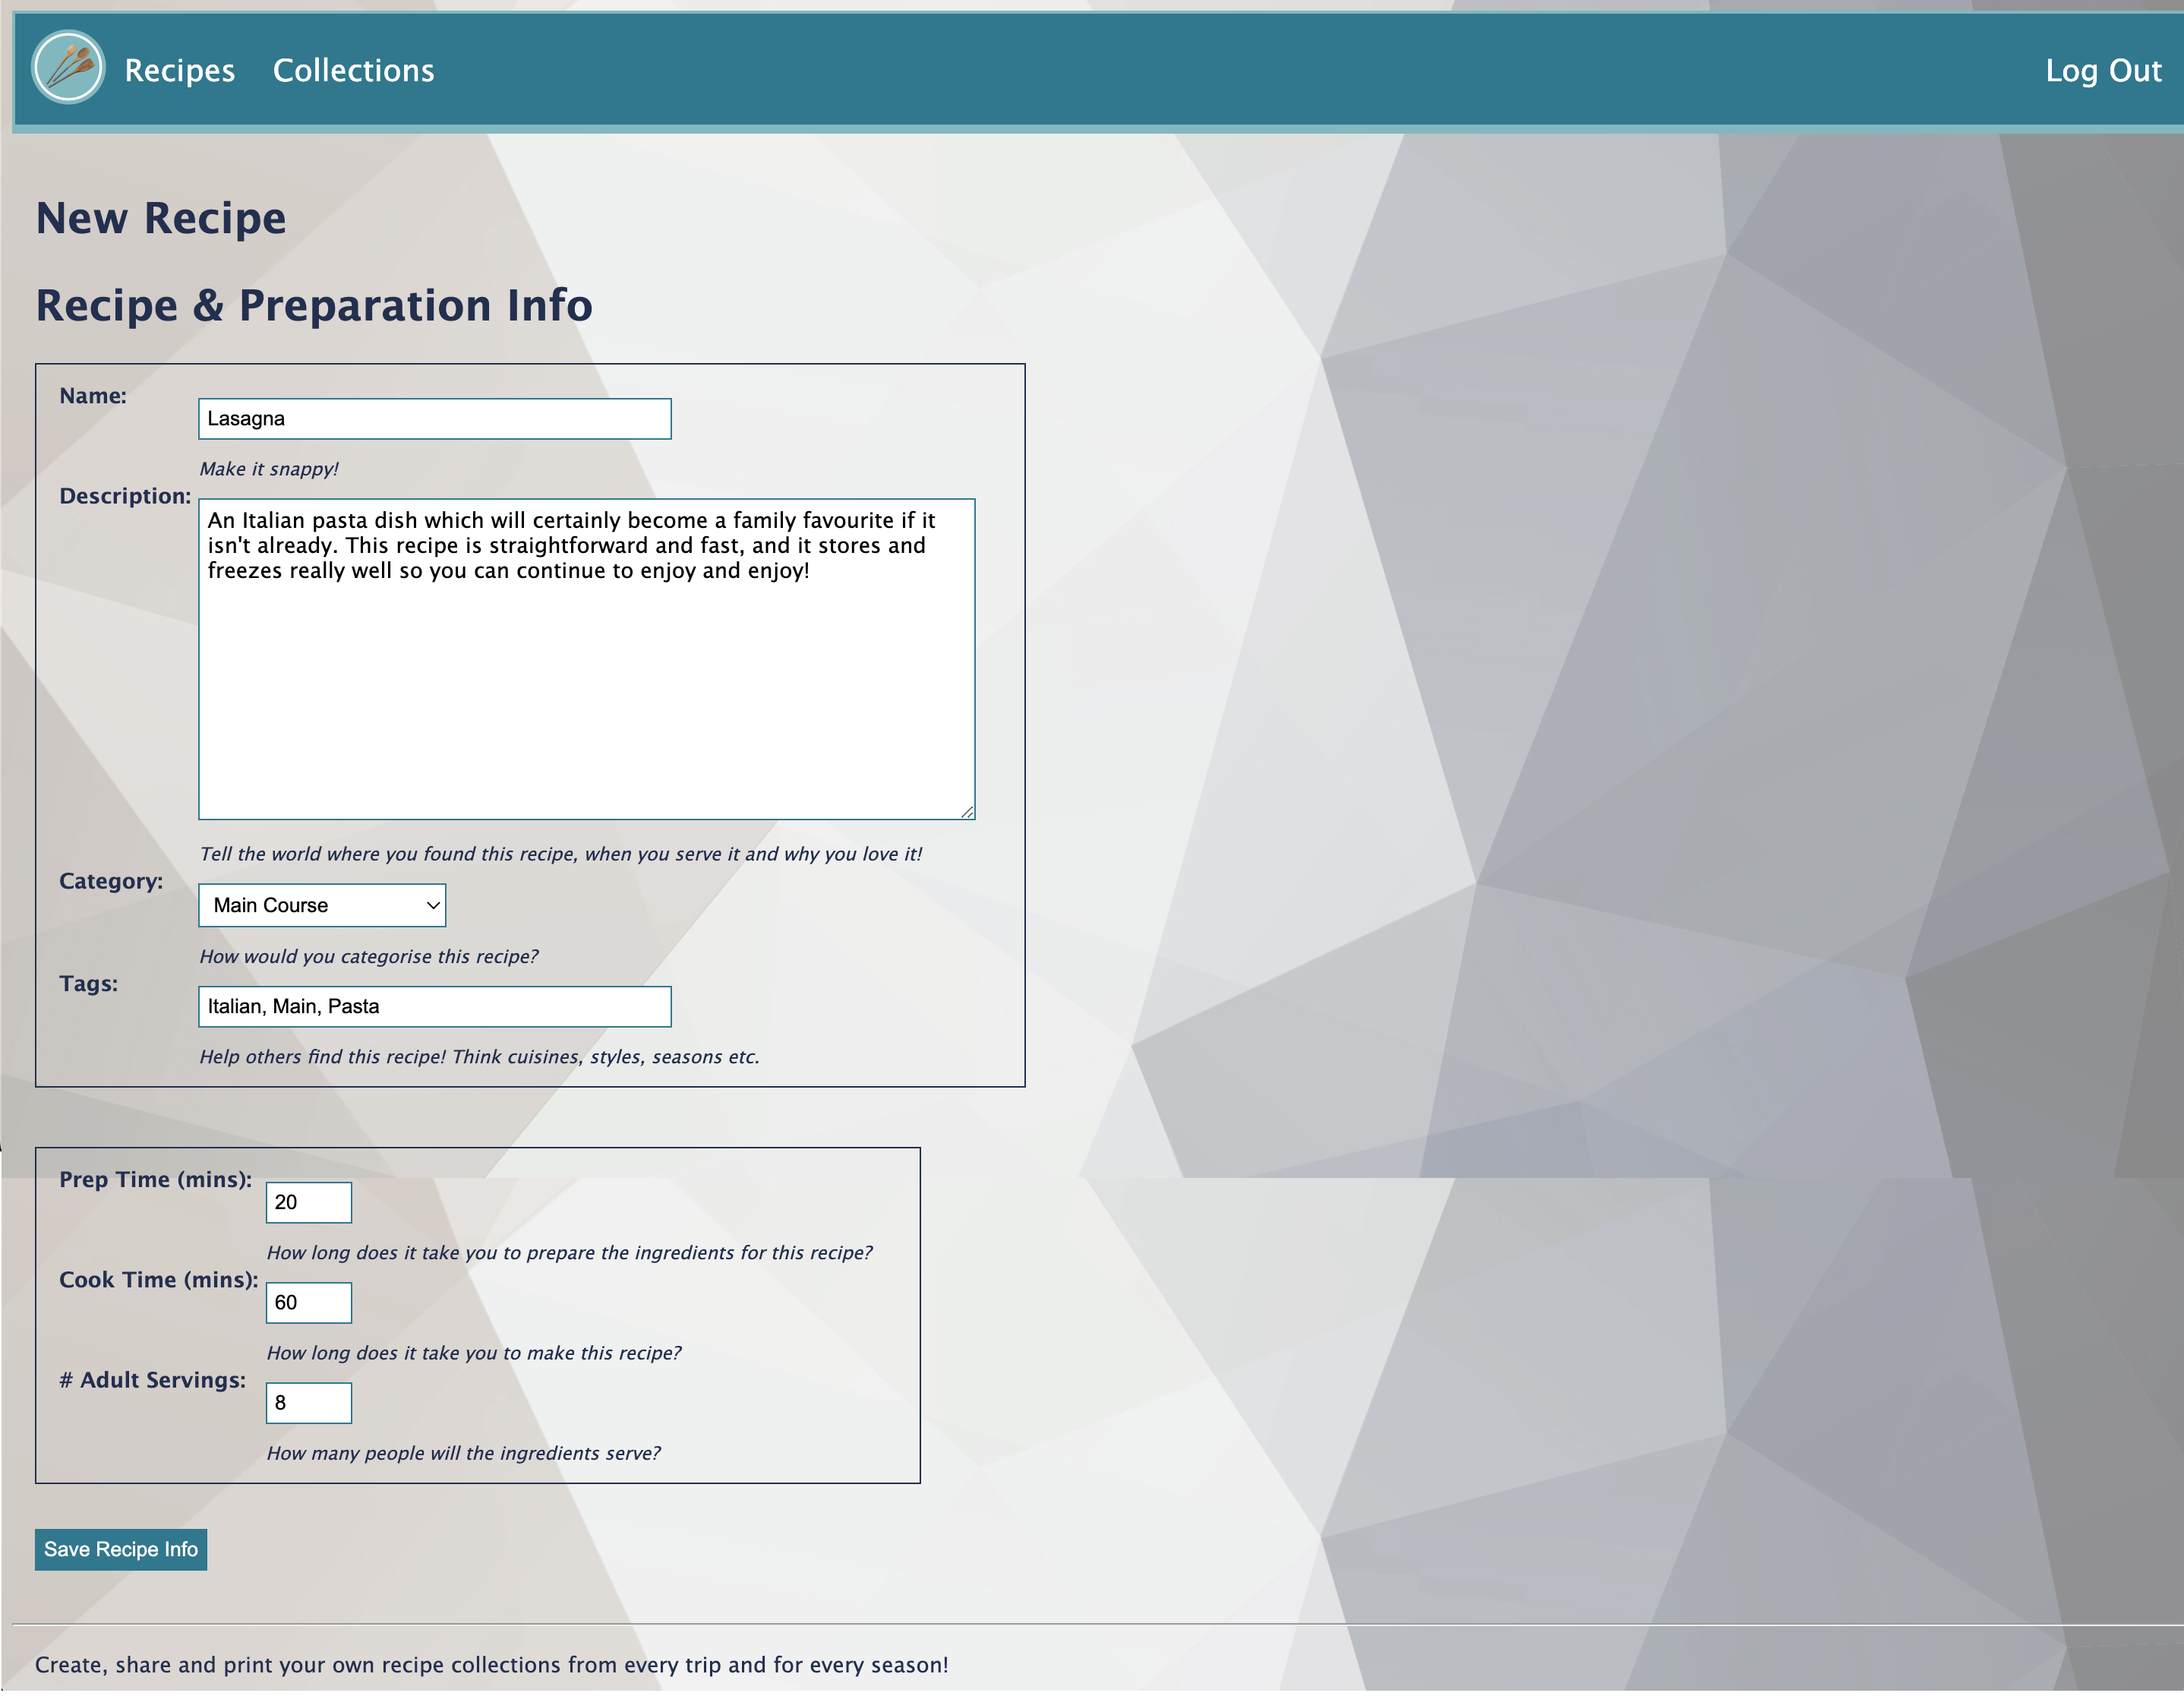 Recipes Collections Log Out
New Recipe
Recipe & Preparation Info
Name:
Lasagna
Make it snappy!
Description:
An Italian pasta dish which will certainly become a family favourite if it
isn't already. This recipe is straightforward and fast, and it stores and
freezes really well so you can continue to enjoy and enjoy!
Tell the world where you found this recipe, when you serve it and why you love it!
Category:
Main Course
How would you categorise this recipe?
Tags:
Italian, Main, Pasta
Help others find this recipe! Think cuisines, styles, seasons etc.
Prep Time (mins):
20
How long does it take you to prepare the ingredients for this recipe?
Cook Time (mins):
60
How long does it take you to make this recipe?
# Adult Servings:
8
How many people will the ingredients serve?
Save Recipe Info
Create, share and print your own recipe collections from every trip and for every season!